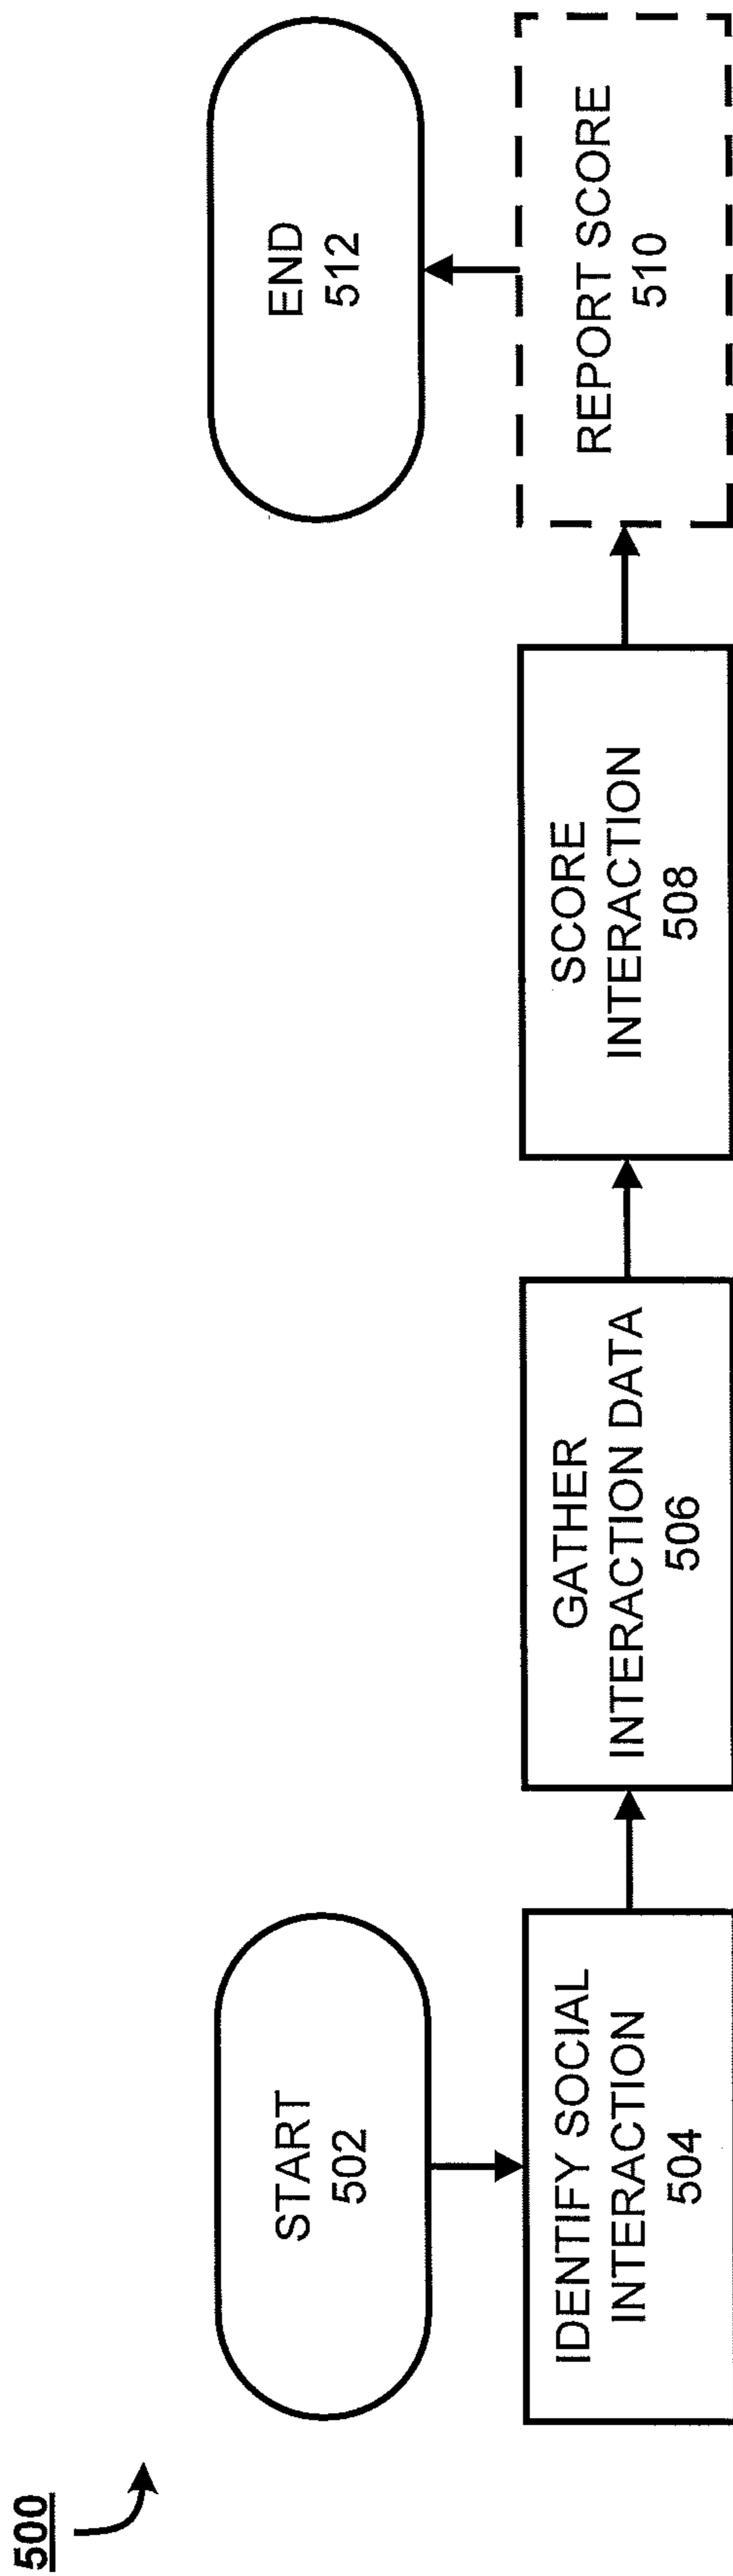 500
START
502
IDENTIFY SOCIAL
INTERACTION
504
GATHER
INTERACTION DATA
506
SCORE
INTERACTION
508
REPORT SCORE
510
END
512